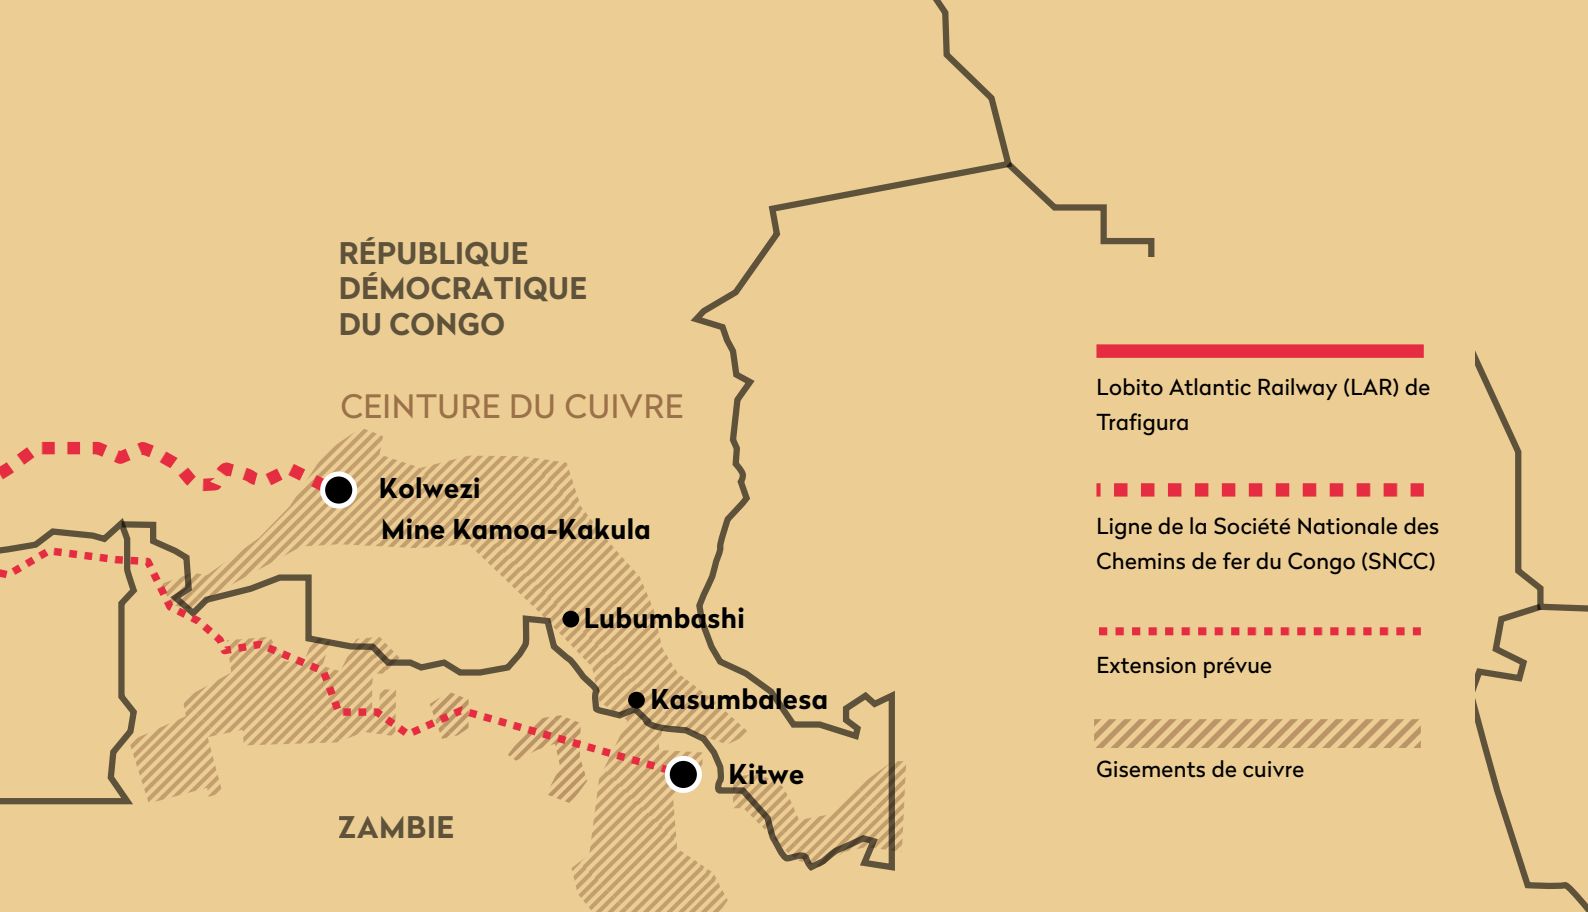 RÉPUBLIQUE
DÉMOCRATIQUE
DU CONGO
CEINTURE DU CUIVRE
Kolwezi
Mine Kamoa-Kakula
Lubumbashi
Kasumbalesa
Kitwe
ZAMBIE
Lobito Atlantic Railway (LAR) de
Trafigura
Ligne de la Société Nationale des
Chemins de fer du Congo (SNCC)
Extension prévue
Gisements de cuivre